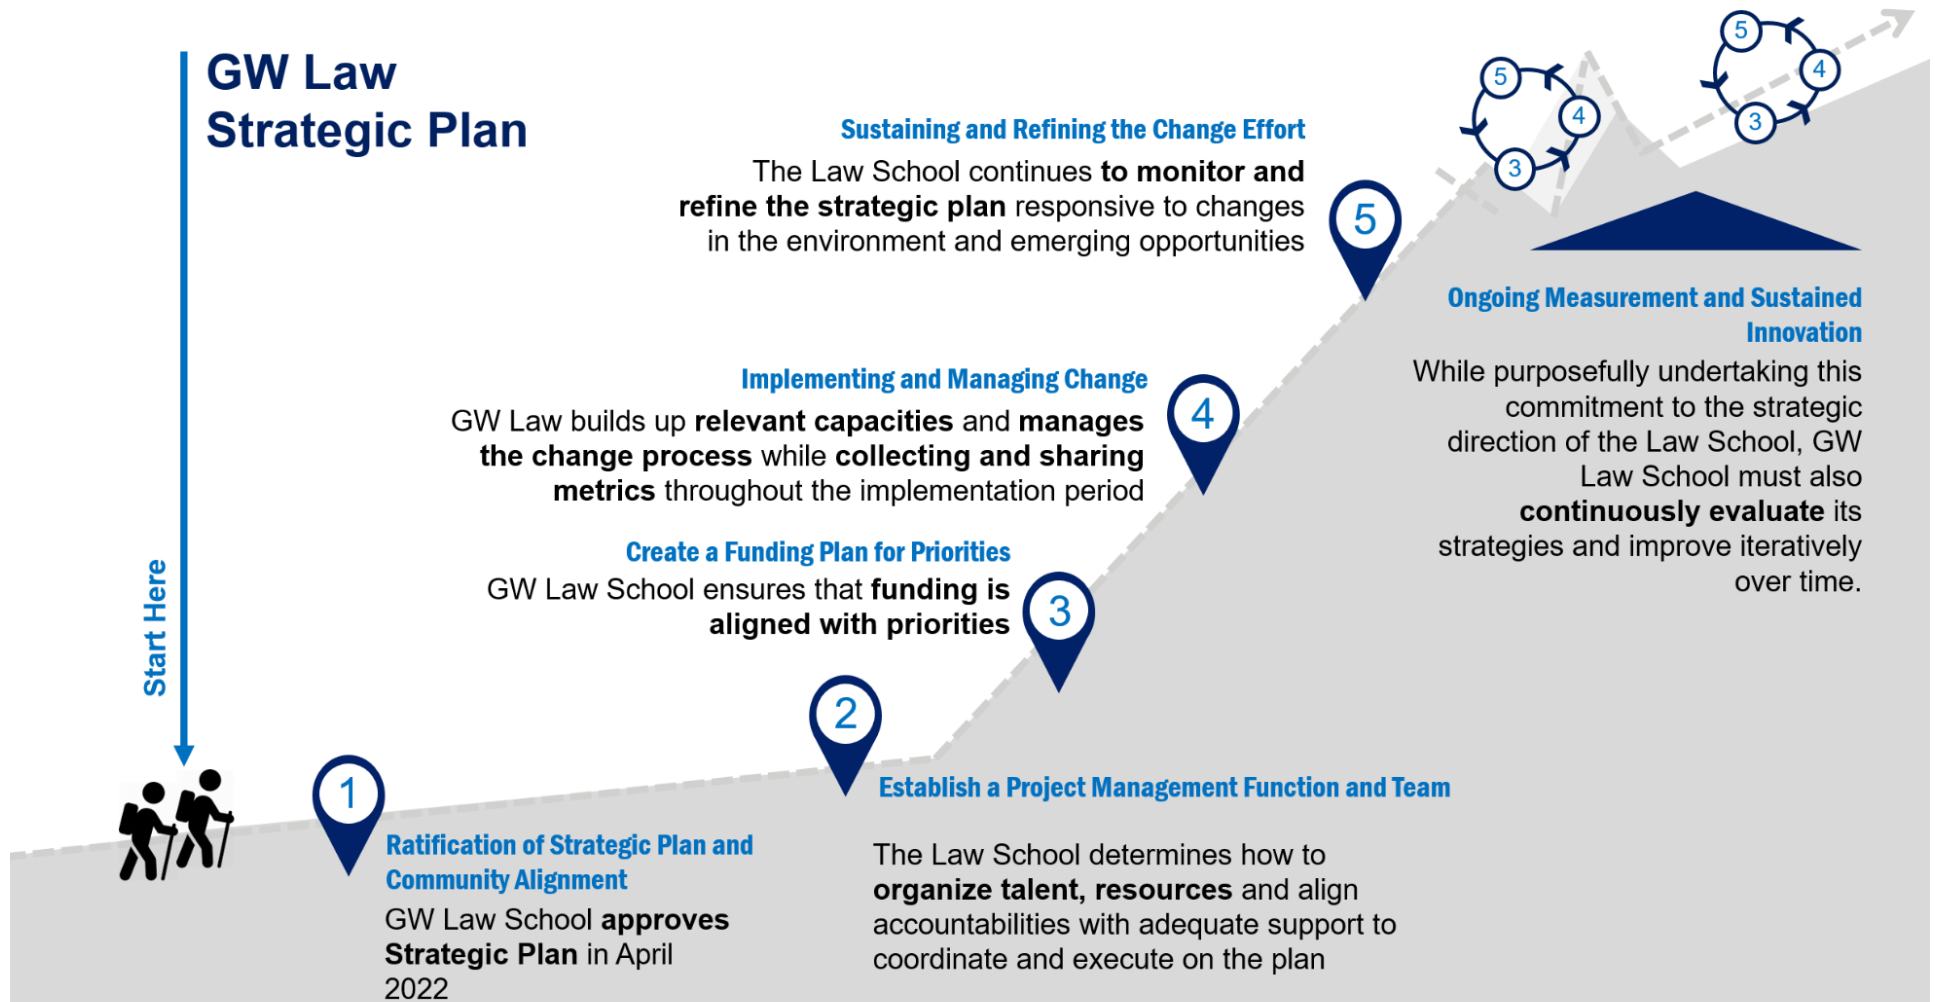 GW Law
Strategic Plan
Start Here
1
Ratification of Strategic Plan and
Community Alignment
GW Law School approves
Strategic Plan in April
2022
2
Establish a Project Management Function and Team
The Law School determines how to
organize talent, resources and align
accountabilities with adequate support to
coordinate and execute on the plan
3
Create a Funding Plan for Priorities
GW Law School ensures that funding is
aligned with priorities
4
Implementing and Managing Change
GW Law builds up relevant capacities and manages
the change process while collecting and sharing
metrics throughout the implementation period
5
Sustaining and Refining the Change Effort
The Law School continues to monitor and
refine the strategic plan responsive to changes
in the environment and emerging opportunities
5
4
3
5
4
3
Ongoing Measurement and Sustained
Innovation
While purposefully undertaking this
commitment to the strategic
direction of the Law School, GW
Law School must also
continuously evaluate its
strategies and improve iteratively
over time.